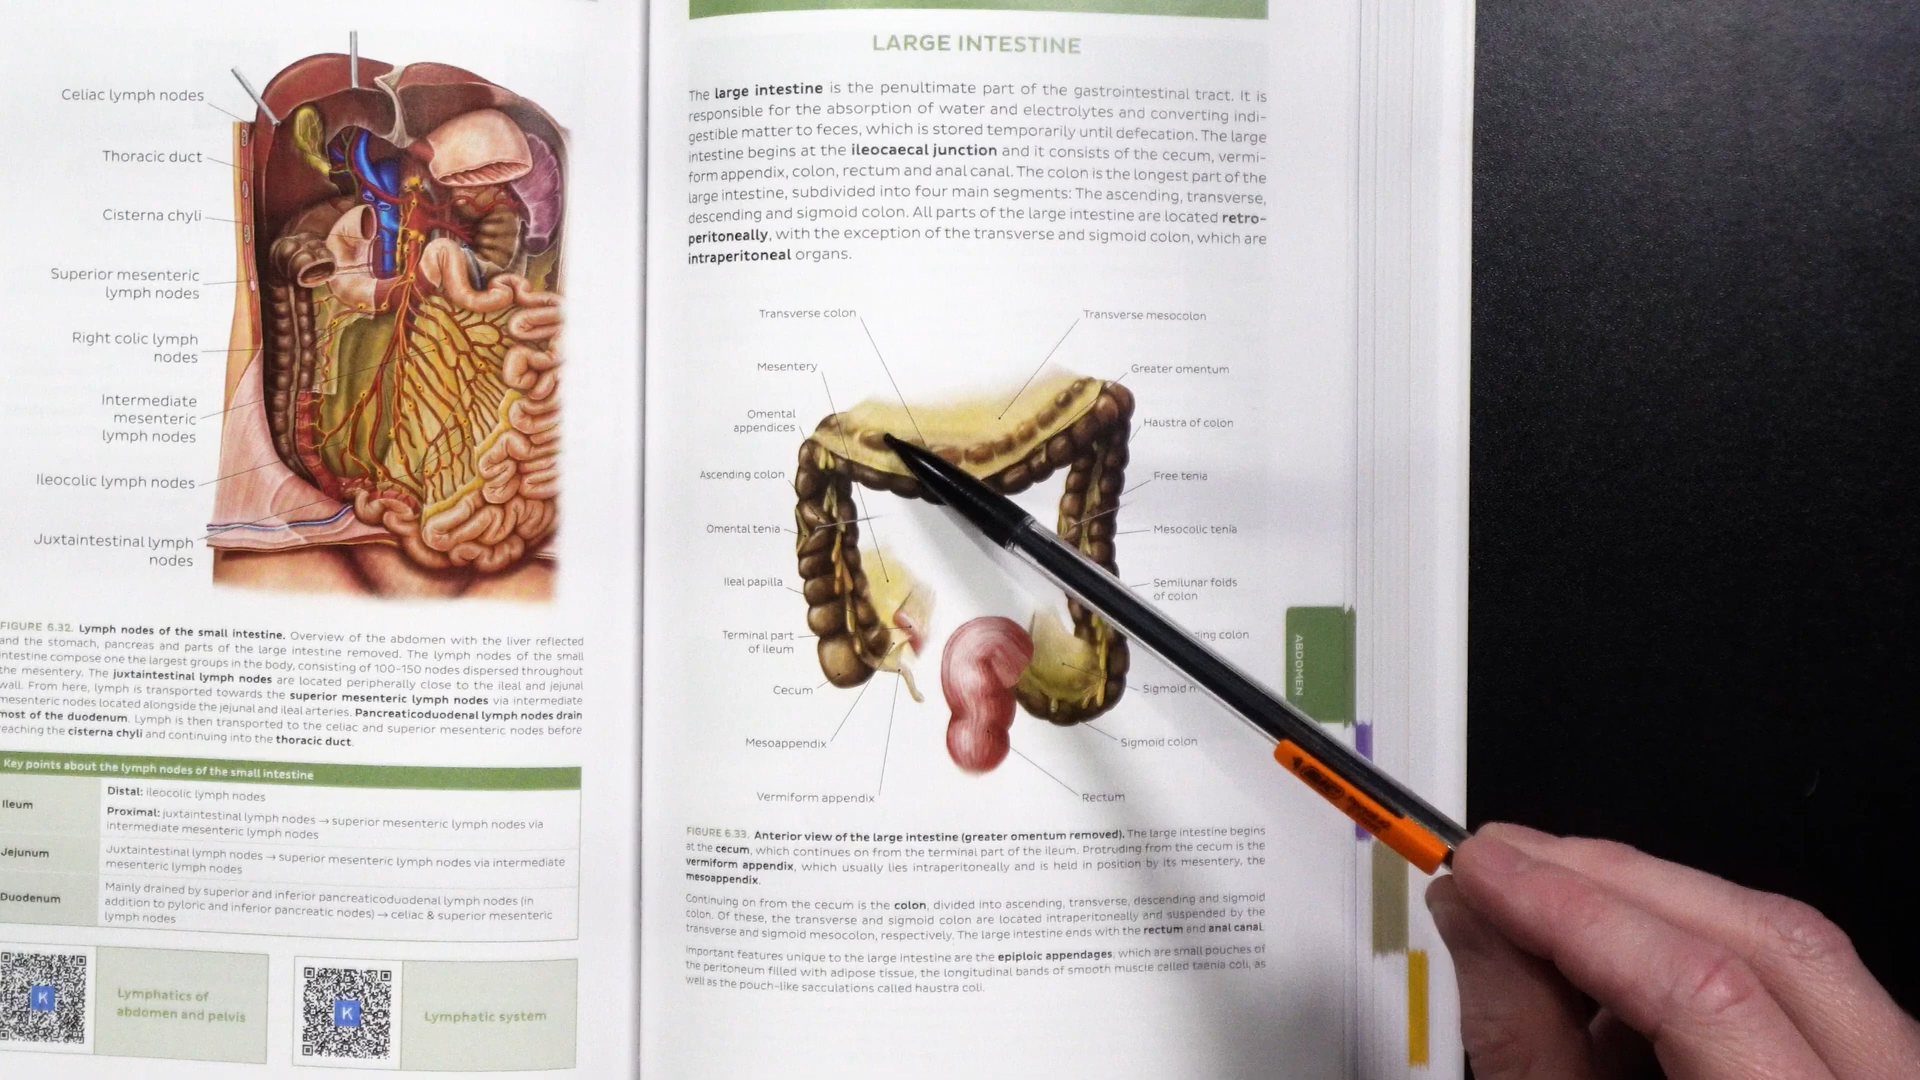 Celiac lymph nodes
Thoracic duct
Cisterna chyli
Superior mesenteric
lymph nodes
Right colic lymph
nodes
Intermediate
mesenteric
lymph nodes
Ileocolic lymph nodes
Juxtaintestinal lymph
nodes
FIGURE 6.32. Lymph nodes of the small intestine. Overview of the abdomen with the liver reflected
and the stomach, pancreas and parts of the large intestine removed. The lymph nodes of the small
intestine compose one the largest groups in the body, consisting of 100-150 nodes dispersed throughout
the mesentery. The juxtaintestinal lymph nodes are located peripherally close to the ileal and jejunal
wall. From here, lymph is transported towards the superior mesenteric lymph nodes via intermediate
mesenteric nodes located alongside the jejunal and ileal arteries. Pancreaticoduodenal lymph nodes drain
most of the duodenum. Lymph is then transported to the celiac and superior mesenteric nodes before
reaching the cisterna chyli and continuing into the thoracic duct.
Key points about the lymph nodes of the small intestine
Ileum
Distal: ileocolic lymph nodes
Proximal: juxtaintestinal lymph nodes → superior mesenteric lymph nodes via
intermediate mesenteric lymph nodes
Jejunum
Juxtaintestinal lymph nodes → superior mesenteric lymph nodes via intermediate
mesenteric lymph nodes
Duodenum
Mainly drained by superior and inferior pancreaticoduodenal lymph nodes (in
addition to pyloric and inferior pancreatic nodes) → celiac & superior mesenteric
lymph nodes
K
Lymphatics of
abdomen and pelvis
K
Lymphatic system
LARGE INTESTINE
The large intestine is the penultimate part of the gastrointestinal tract. It is
responsible for the absorption of water and electrolytes and converting indi-
gestible matter to feces, which is stored temporarily until defecation. The large
intestine begins at the ileocaecal junction and it consists of the cecum, vermi-
form appendix, colon, rectum and anal canal. The colon is the longest part of the
large intestine, subdivided into four main segments: The ascending, transverse,
descending and sigmoid colon. All parts of the large intestine are located retro-
peritoneally, with the exception of the transverse and sigmoid colon, which are
intraperitoneal organs.
Transverse colon
Mesentery
Omental
appendices
Ascending colon
Omental tenia
Ileal papilla
Terminal part
of ileum
Cecum
Mesoappendix
Vermiform appendix
Transverse mesocolon
Greater omentum
Haustra of colon
Free tenia
Mesocolic tenia
Semilunar folds
of colon
ing colon
Sigmoid m
Sigmoid colon
Rectum
FIGURE 6.33. Anterior view of the large intestine (greater omentum removed). The large intestine begins
at the cecum, which continues on from the terminal part of the ileum. Protruding from the cecum is the
vermiform appendix, which usually lies intraperitoneally and is held in position by its mesentery, the
mesoappendix.
Continuing on from the cecum is the colon, divided into ascending, transverse, descending and sigmoid
colon. Of these, the transverse and sigmoid colon are located intraperitoneally and suspended by the
transverse and sigmoid mesocolon, respectively. The large intestine ends with the rectum and anal canal.
Important features unique to the large intestine are the epiploic appendages, which are small pouches of
the peritoneum filled with adipose tissue, the longitudinal bands of smooth muscle called taenia coli, as
well as the pouch-like sacculations called haustra coli.
ABDOMEN